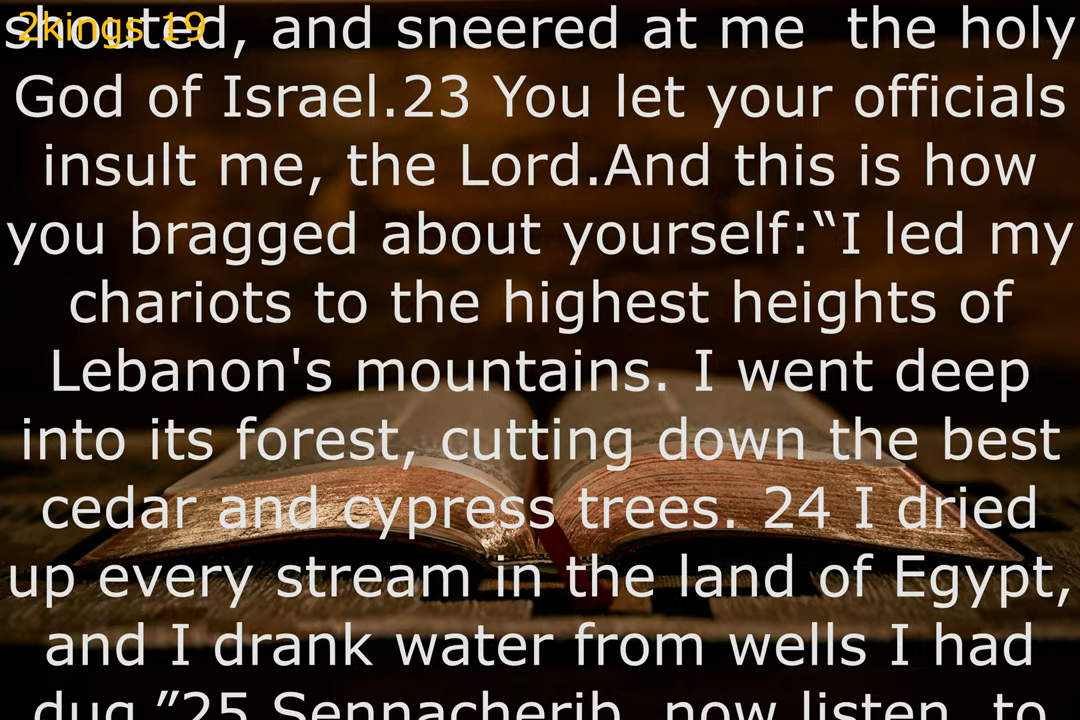 2kings 19
shouted, and sneered at me  the holy
God of Israel.23 You let your officials
insult me, the Lord.And this is how
you bragged about yourself:“I led my
chariots to the highest heights of
Lebanon's mountains. I went deep
into its forest, cutting down the best
cedar and cypress trees. 24 I dried
up every stream in the land of Egypt,
and I drank water from wells I had
dug.”25 Sennacherib, now listen, to